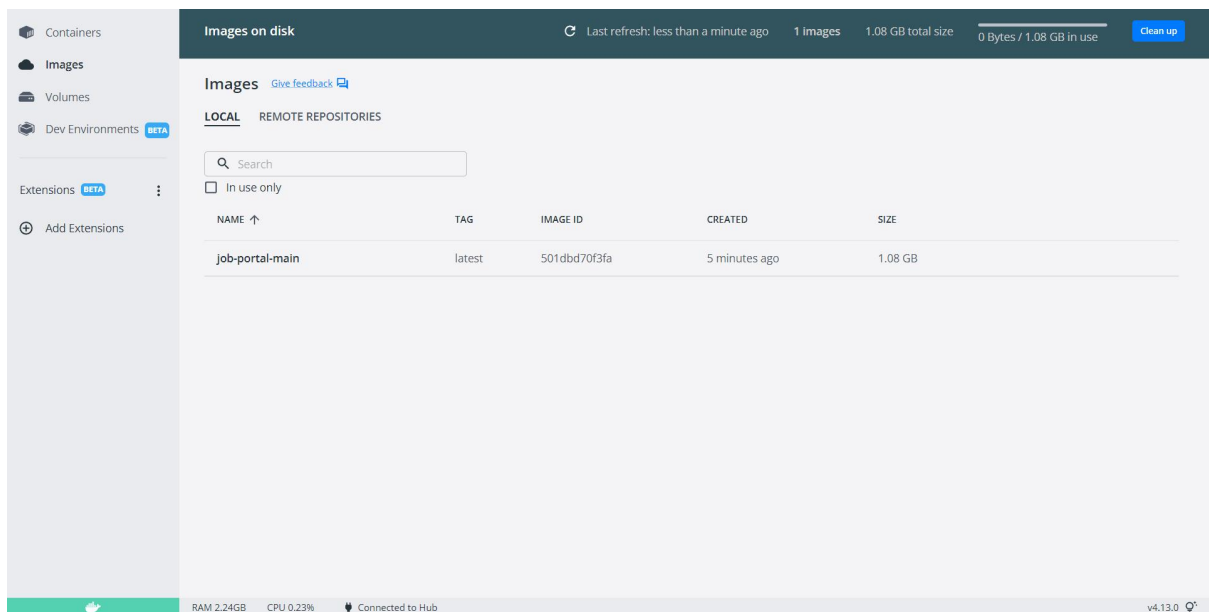 Containers
Images
Volumes
Dev Environments BETA
Extensions BETA
Add Extensions
Images on disk
Last refresh: less than a minute ago
1 images
1.08 GB total size
0 Bytes / 1.08 GB in use
Clean up
Images Give feedback
LOCAL REMOTE REPOSITORIES
Search
In use only
NAME TAG IMAGE ID CREATED SIZE
job-portal-main latest 501dbd70f3fa 5 minutes ago 1.08 GB
RAM 2.24GB CPU 0.23% Connected to Hub v4.13.0